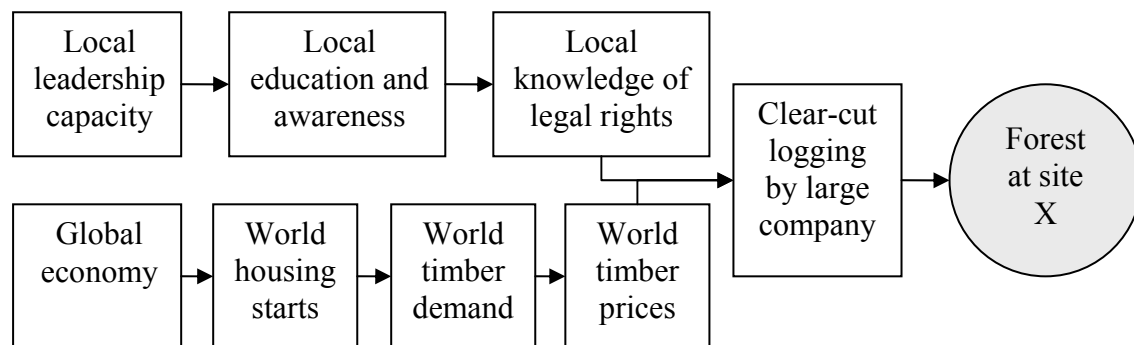 Local
leadership
capacity
Local
education and
awareness
Local
knowledge of
legal rights
Clear-cut
logging
by large
company
Forest
at site
X
Global
economy
World
housing
starts
World
timber
demand
World
timber
prices